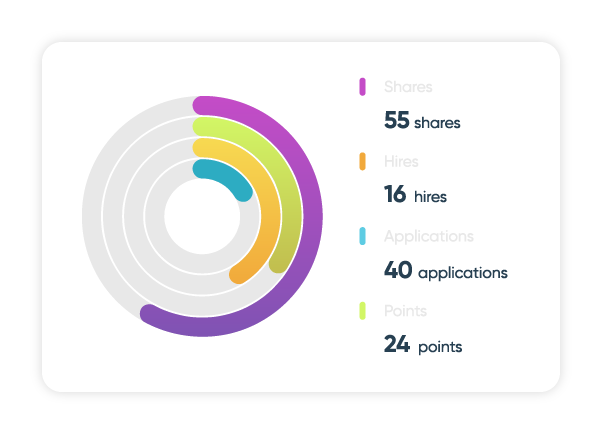 Shares
55 shares
Hires
16 hires
Applications
40 applications
Points
24 points